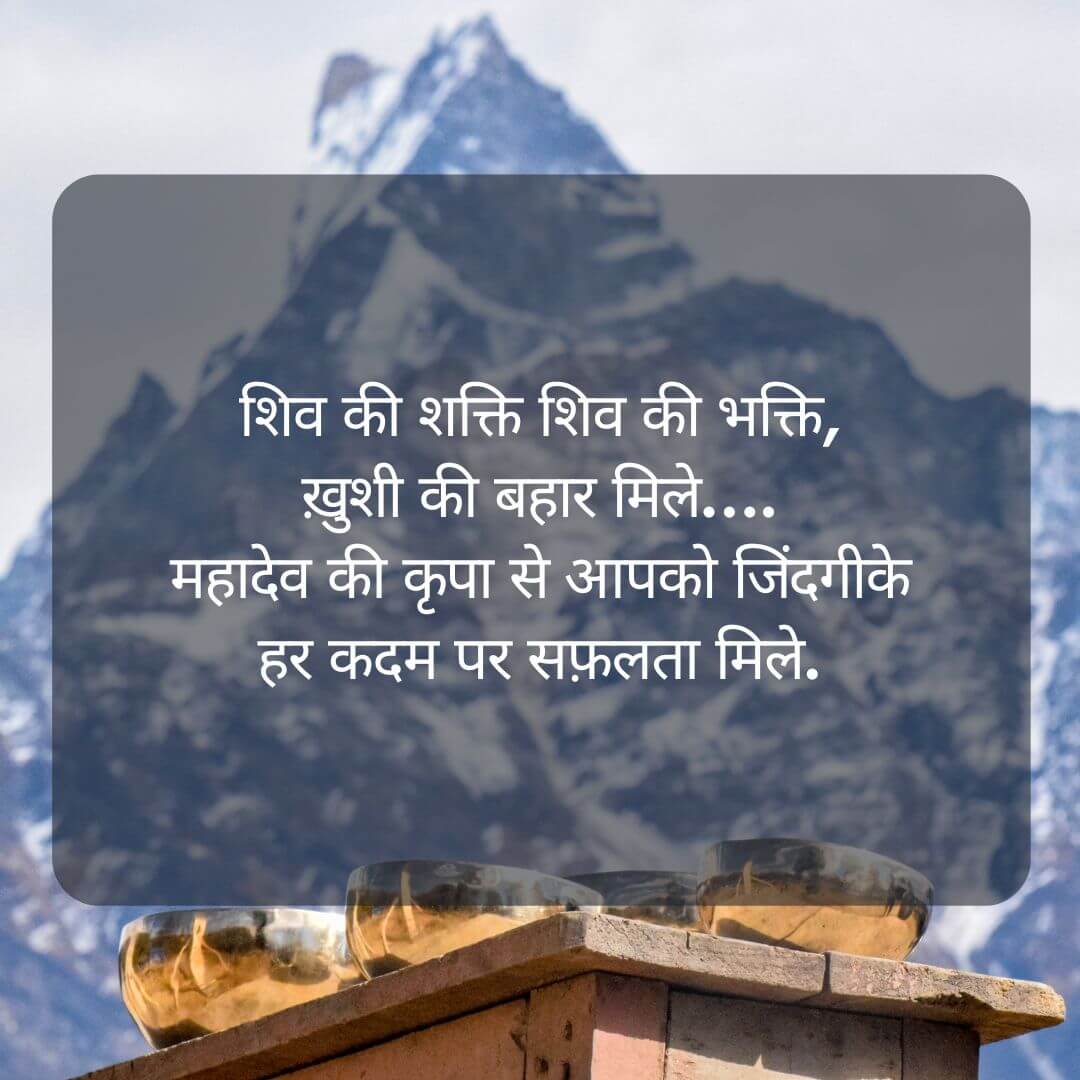 शिव की शक्ति शिव की भक्ति,
ख़ुशी की बहार मिले....
महादेव की कृपा से आपको जिंदगीके
हर कदम पर सफ़लता मिले.